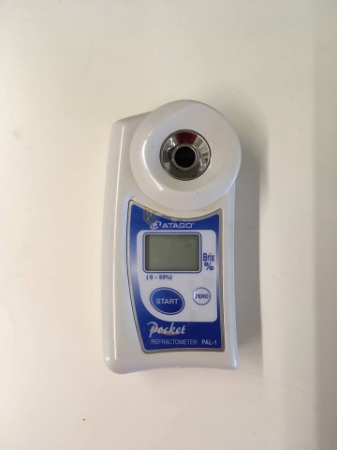 ATAGO
Brix
%
(0 - 53%)
START
ZERO
Pocket
REFRACTOMETER PAL-1